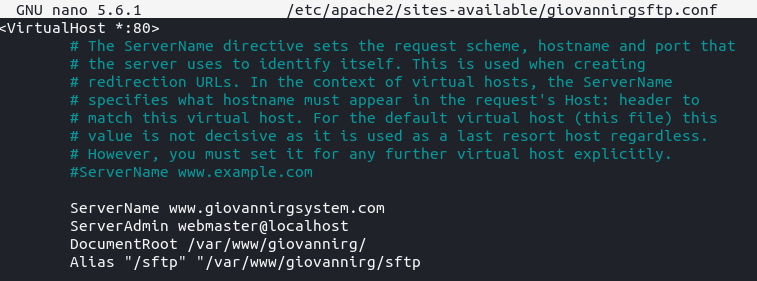 GNU nano 5.6.1 /etc/apache2/sites-available/giovannirgsftp.conf
<VirtualHost *:80>
# The ServerName directive sets the request scheme, hostname and port that
# the server uses to identify itself. This is used when creating
# redirection URLs. In the context of virtual hosts, the ServerName
# specifies what hostname must appear in the request's Host: header to
# match this virtual host. For the default virtual host (this file) this
# value is not decisive as it is used as a last resort host regardless.
# However, you must set it for any further virtual host explicitly.
#ServerName www.example.com
ServerName www.giovannirgsystem.com
ServerAdmin webmaster@localhost
DocumentRoot /var/www/giovannirg/
Alias "/sftp" "/var/www/giovannirg/sftp